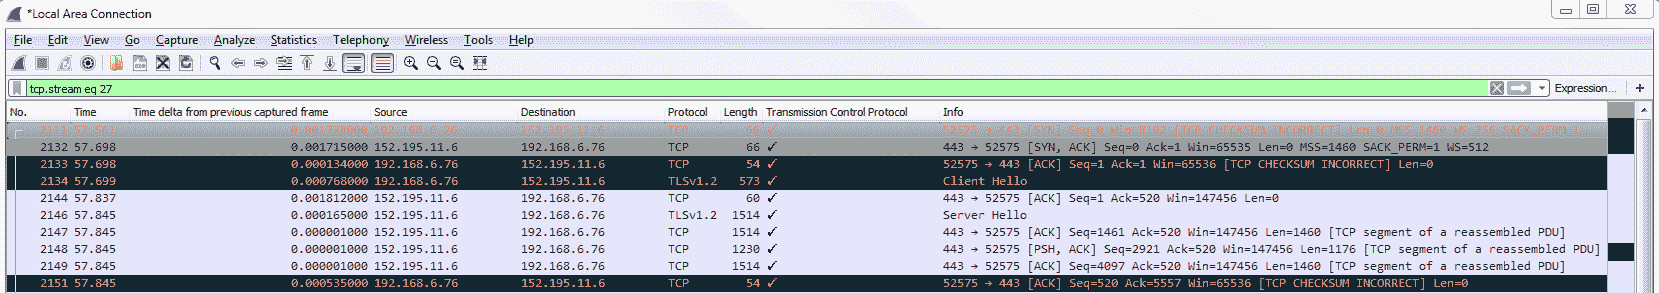 *Local Area Connection
File Edit View Go Capture Analyze Statistics Telephony Wireless Tools Help
tcp.stream eq 27 Expression... +
No. Time Time delta from previous captured frame Source Destination Protocol Length Transmission Control Protocol Info
2111 57.561 0.001778000 192.168.6.76 152.195.11.6 TCP 66 ✓ 52575 → 443 [SYN] Seq=0 Win=8192 [TCP CHECKSUM INCORRECT] Len=0 MSS=1460 WS=256 SACK_PERM=1
2132 57.698 0.001715000 152.195.11.6 192.168.6.76 TCP 66 ✓ 443 → 52575 [SYN, ACK] Seq=0 Ack=1 Win=65535 Len=0 MSS=1460 SACK_PERM=1 WS=512
2133 57.698 0.000134000 192.168.6.76 152.195.11.6 TCP 54 ✓ 52575 → 443 [ACK] Seq=1 Ack=1 Win=65536 [TCP CHECKSUM INCORRECT] Len=0
2134 57.699 0.000768000 192.168.6.76 152.195.11.6 TLSv1.2 573 ✓ Client Hello
2144 57.837 0.001812000 152.195.11.6 192.168.6.76 TCP 60 ✓ 443 → 52575 [ACK] Seq=1 Ack=520 Win=147456 Len=0
2146 57.845 0.000165000 152.195.11.6 192.168.6.76 TLSv1.2 1514 ✓ Server Hello
2147 57.845 0.000001000 152.195.11.6 192.168.6.76 TCP 1514 ✓ 443 → 52575 [ACK] Seq=1461 Ack=520 Win=147456 Len=1460 [TCP segment of a reassembled PDU]
2148 57.845 0.000001000 152.195.11.6 192.168.6.76 TCP 1230 ✓ 443 → 52575 [PSH, ACK] Seq=2921 Ack=520 Win=147456 Len=1176 [TCP segment of a reassembled PDU]
2149 57.845 0.000001000 152.195.11.6 192.168.6.76 TCP 1514 ✓ 443 → 52575 [ACK] Seq=4097 Ack=520 Win=147456 Len=1460 [TCP segment of a reassembled PDU]
2151 57.845 0.000535000 192.168.6.76 152.195.11.6 TCP 54 ✓ 52575 → 443 [ACK] Seq=520 Ack=5557 Win=65536 [TCP CHECKSUM INCORRECT] Len=0